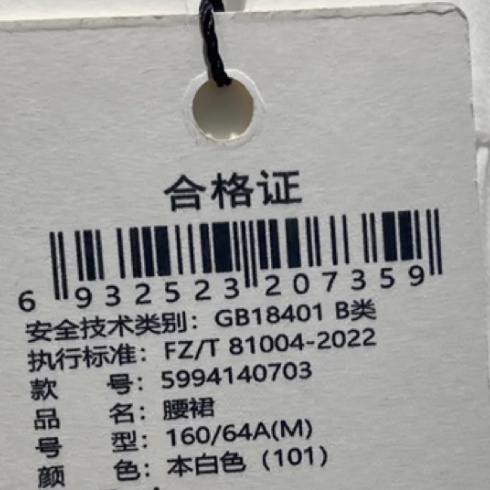 合格证
6 932523 207359
安全技术类别：GB18401 B类
执行标准：FZ/T 81004-2022
款 号：5994140703
品 名：腰裙
号 型：160/64A(M)
颜 色：本白色（101）